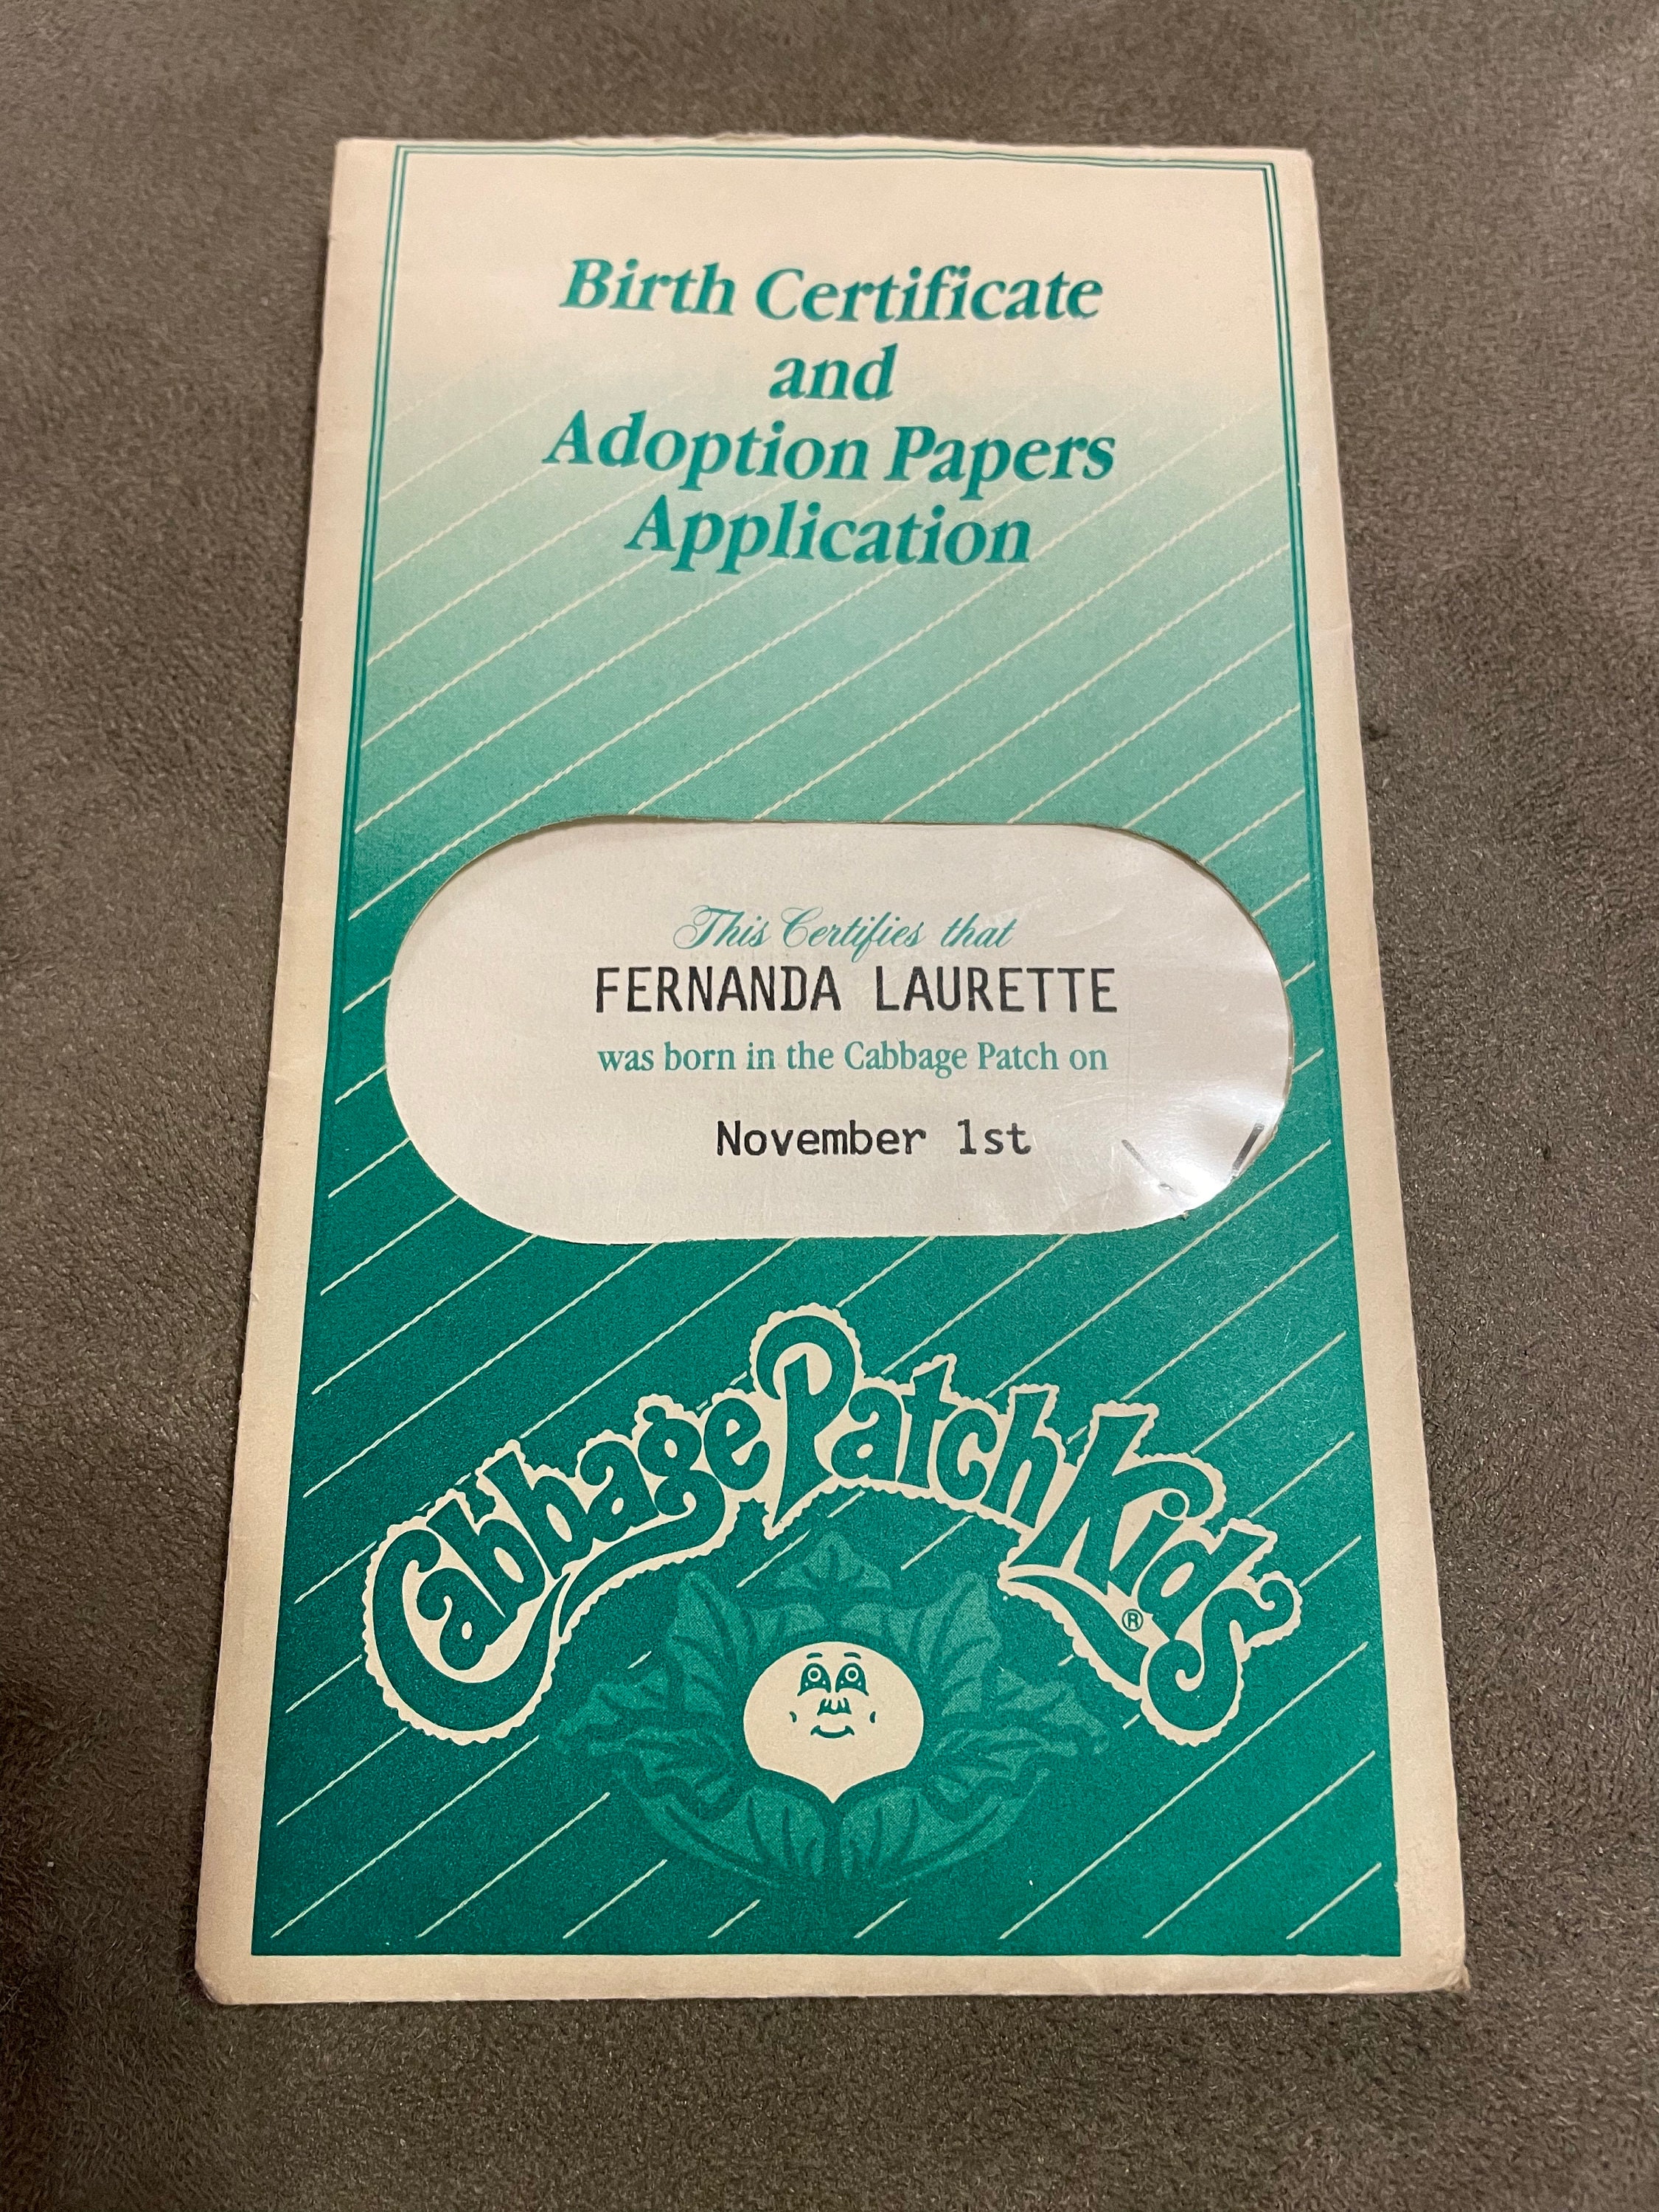 Birth Certificate
and
Adoption Papers
Application
This Certifies that
FERNANDA LAURETTE
was born in the Cabbage Patch on
November 1st
Cabbage Patch Kids®